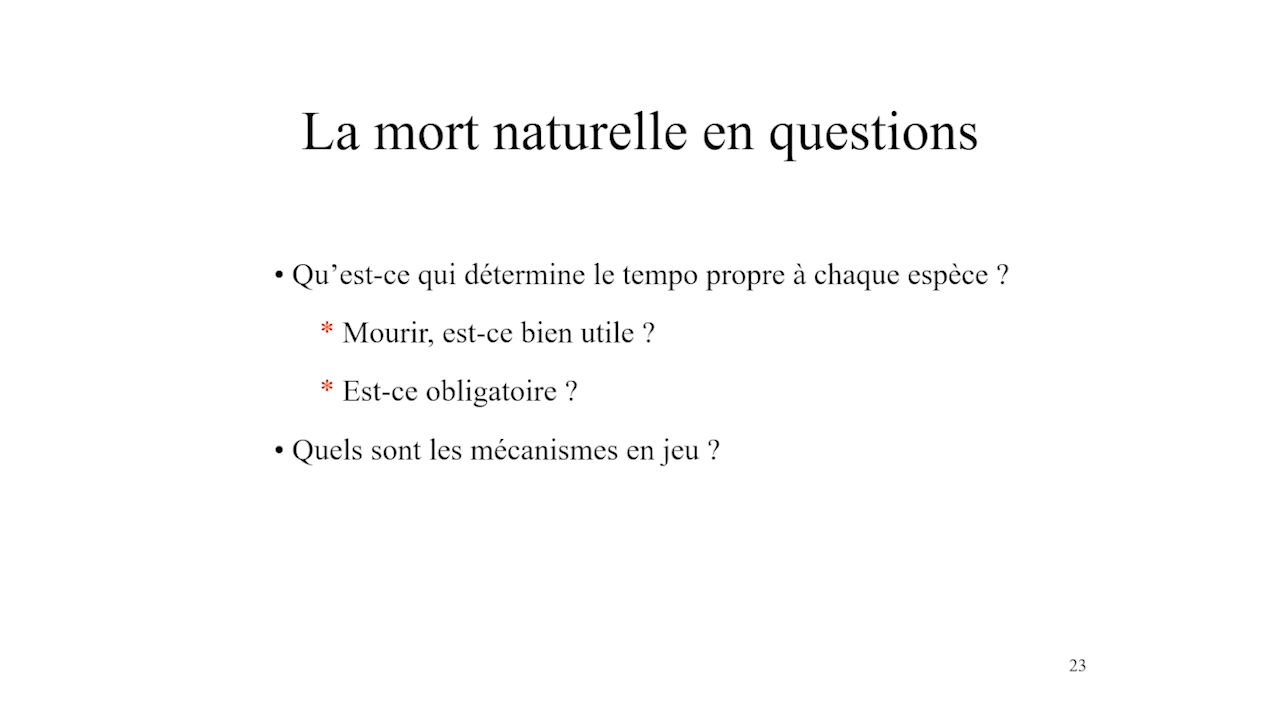 La mort naturelle en questions
• Qu’est-ce qui détermine le tempo propre à chaque espèce ?
* Mourir, est-ce bien utile ?
* Est-ce obligatoire ?
• Quels sont les mécanismes en jeu ?
23